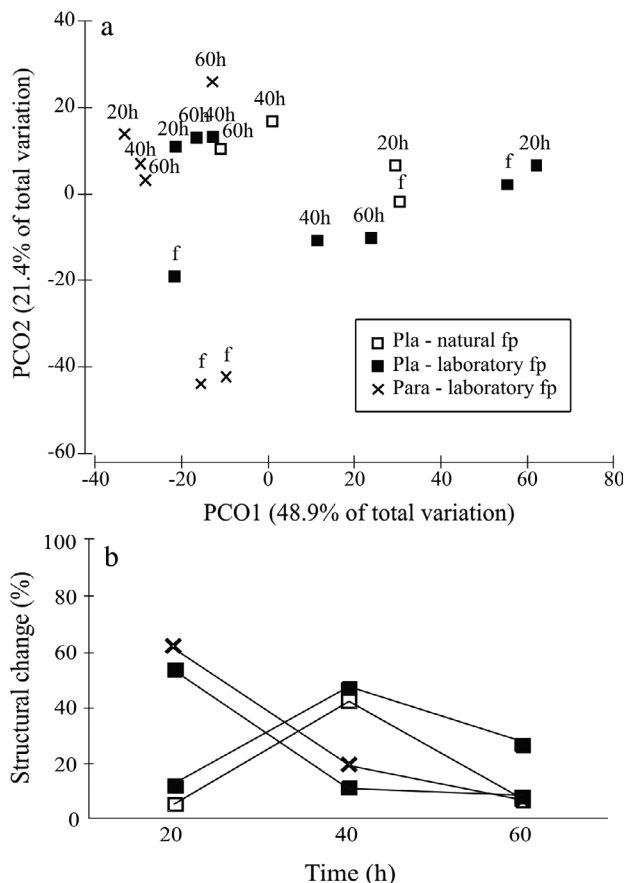 a
40
20
0
-20
-40
-60
PCO2 (21.4% of total variation)
60h
40h
20h
20h
60h
40h
60h
40h
60h
20h
f
f
20h
40h
60h
f
f
f
Pla - natural fp
Pla - laboratory fp
Para - laboratory fp
-40
-20
0
20
40
60
80
PCO1 (48.9% of total variation)
b
100
80
60
40
20
0
Structural change (%)
20
40
60
Time (h)